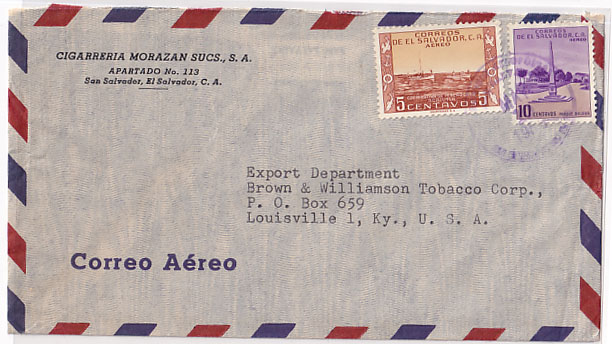 CIGARRERIA MORAZAN SUCS., S. A.
APARTADO No. 113
San Salvador, El Salvador, C. A.
CORREOS
DE EL SALVADOR, C.A.
AEREO
5 CENTAVOS 5
CORREOS
DE EL SALVADOR, C.A.
AEREO
10 CENTAVOS
Export Department
Brown & Williamson Tobacco Corp.,
P. O. Box 659
Louisville 1, Ky., U. S. A.
Correo Aéreo